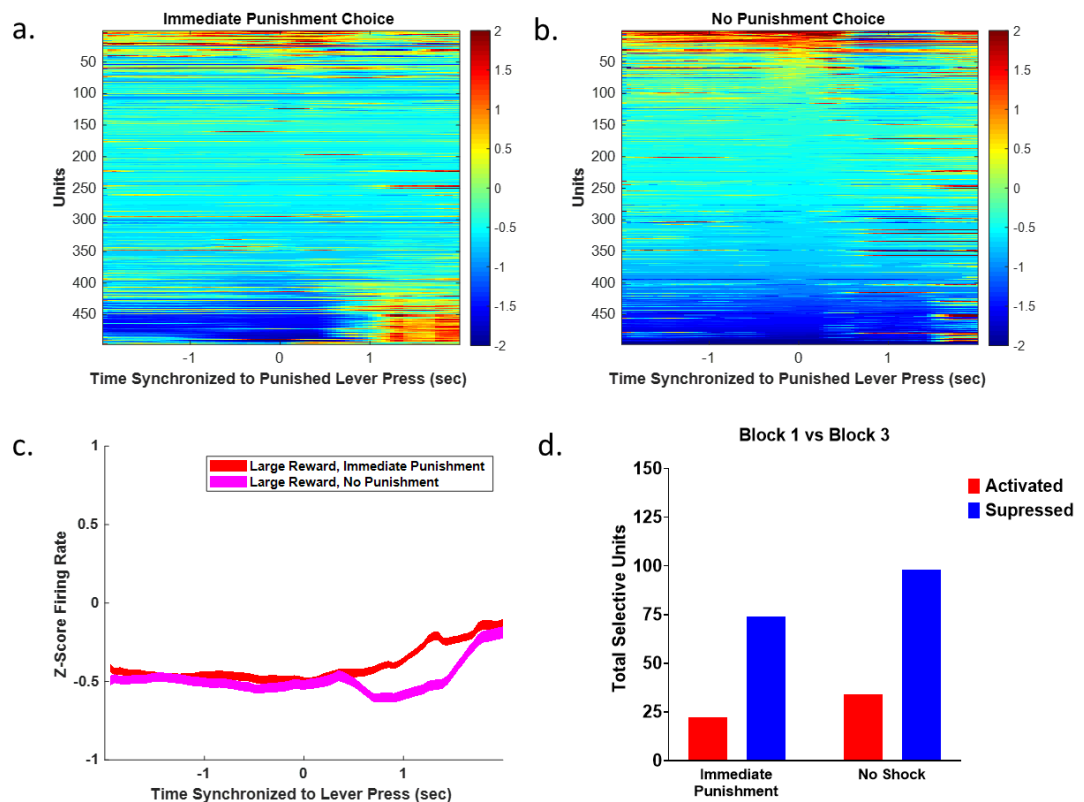 a.
Immediate Punishment Choice
Units
50
100
150
200
250
300
350
400
450
-1
0
1
2
1.5
1
0.5
0
-0.5
-1
-1.5
-2
Time Synchronized to Punished Lever Press (sec)
b.
No Punishment Choice
Units
50
100
150
200
250
300
350
400
450
-1
0
1
2
1.5
1
0.5
0
-0.5
-1
-1.5
-2
Time Synchronized to Punished Lever Press (sec)
c.
Large Reward, Immediate Punishment
Large Reward, No Punishment
Z-Score Firing Rate
1
0.5
0
-0.5
-1
-1
0
1
Time Synchronized to Lever Press (sec)
d.
Block 1 vs Block 3
Activated
Supressed
Total Selective Units
150
125
100
75
50
25
0
Immediate
Punishment
No Shock